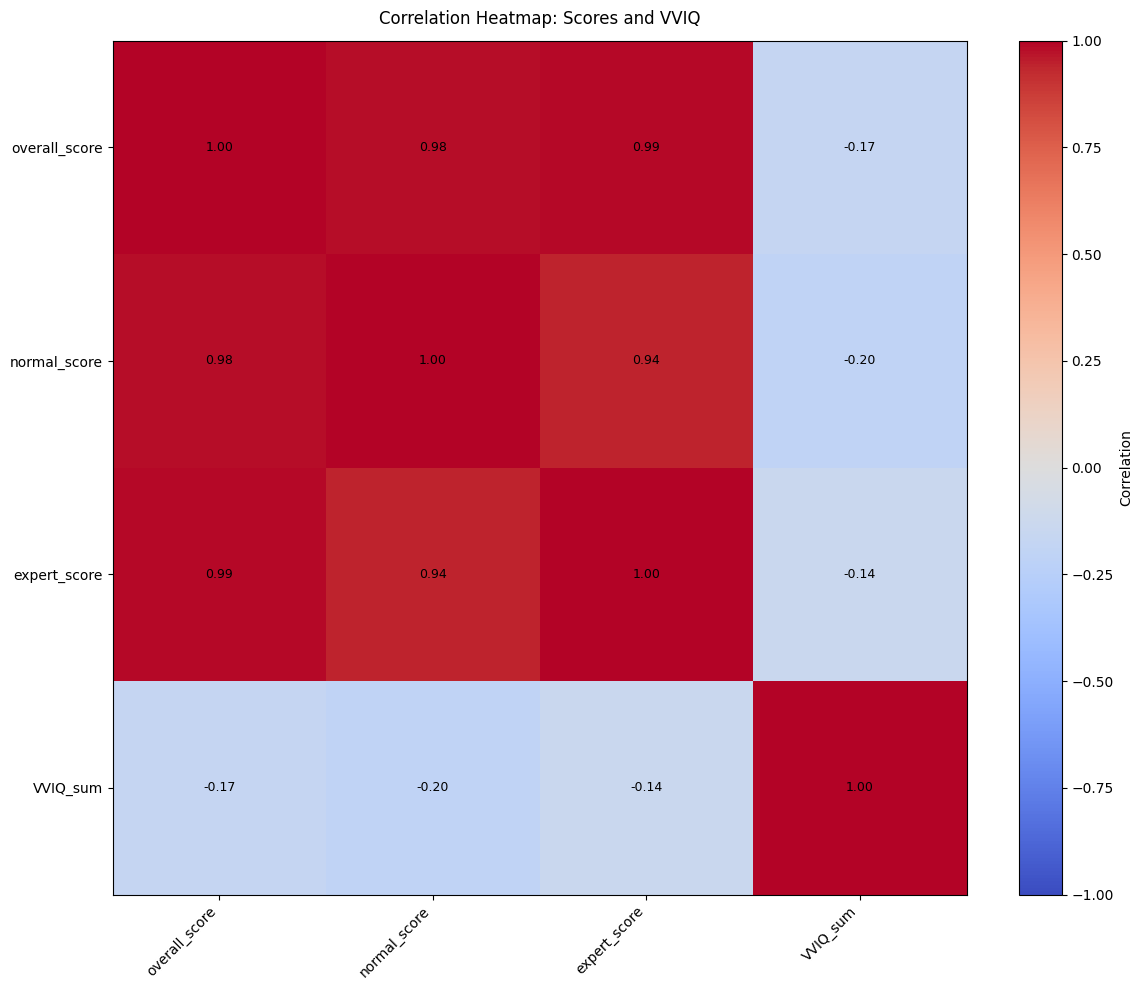 Correlation Heatmap: Scores and VVIQ
overall_score 1.00 0.98 0.99 -0.17
normal_score 0.98 1.00 0.94 -0.20
expert_score 0.99 0.94 1.00 -0.14
VVIQ_sum -0.17 -0.20 -0.14 1.00
overall_score normal_score expert_score VVIQ_sum
1.00
0.75
0.50
0.25
0.00
−0.25
−0.50
−0.75
−1.00
Correlation